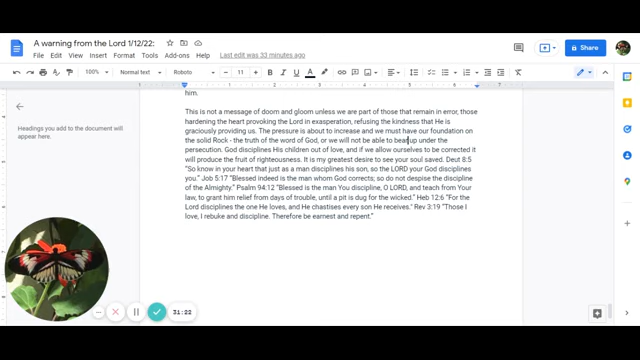 A warning from the Lord 1/12/22:
File Edit View Insert Format Tools Add-ons Help Last edit was 33 minutes ago
Share
100% Normal text Roboto 11 B I U A
Headings you add to the document will
appear here.
him.
This is not a message of doom and gloom unless we are part of those that remain in error, those
hardening the heart provoking the Lord in exasperation, refusing the kindness that He is
graciously providing us. The pressure is about to increase and we must have our foundation on
the solid Rock - the truth of the word of God, or we will not be able to bear up under the
persecution. God disciplines His children out of love, and if we allow ourselves to be corrected it
will produce the fruit of righteousness. It is my greatest desire to see your soul saved. Deut 8:5
"So know in your heart that just as a man disciplines his son, so the LORD your God disciplines
you." Job 5:17 "Blessed indeed is the man whom God corrects; so do not despise the discipline
of the Almighty." Psalm 94:12 "Blessed is the man You discipline, O LORD, and teach from Your
law, to grant him relief from days of trouble, until a pit is dug for the wicked." Heb 12:6 "For the
Lord disciplines the one He loves, and He chastises every son He receives." Rev 3:19 "Those I
love, I rebuke and discipline. Therefore be earnest and repent."
31:22